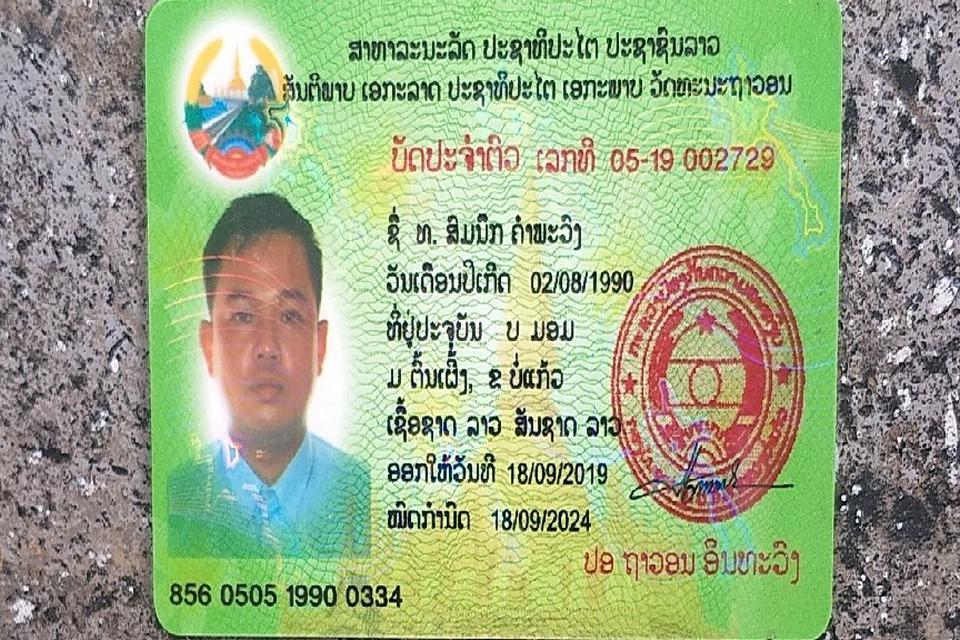 ສາທາລະນະລັດ ປະຊາທິປະໄຕ ປະຊາຊົນລາວ
ສັນຕິພາບ ເອກະລາດ ປະຊາທິປະໄຕ ເອກະພາບ ວັດທະນະຖາວອນ
ບັດປະຈຳຕົວ ເລກທີ 05-19 002729
ຊື່ ທ. ສົມນຶກ ຄຳພະວົງ
ວັນເດືອນປີເກີດ 02/08/1990
ທີ່ຢູ່ປະຈຸບັນ ບ ມອມ
ມ ຕົ້ນເຜິ້ງ, ຂ ບໍ່ແກ້ວ
ເຊື້ອຊາດ ລາວ ສັນຊາດ ລາວ
ອອກໃຫ້ວັນທີ 18/09/2019
ໝົດກຳນົດ 18/09/2024
ປອ ຖາວອນ ອິນທະວົງ
856 0505 1990 0334